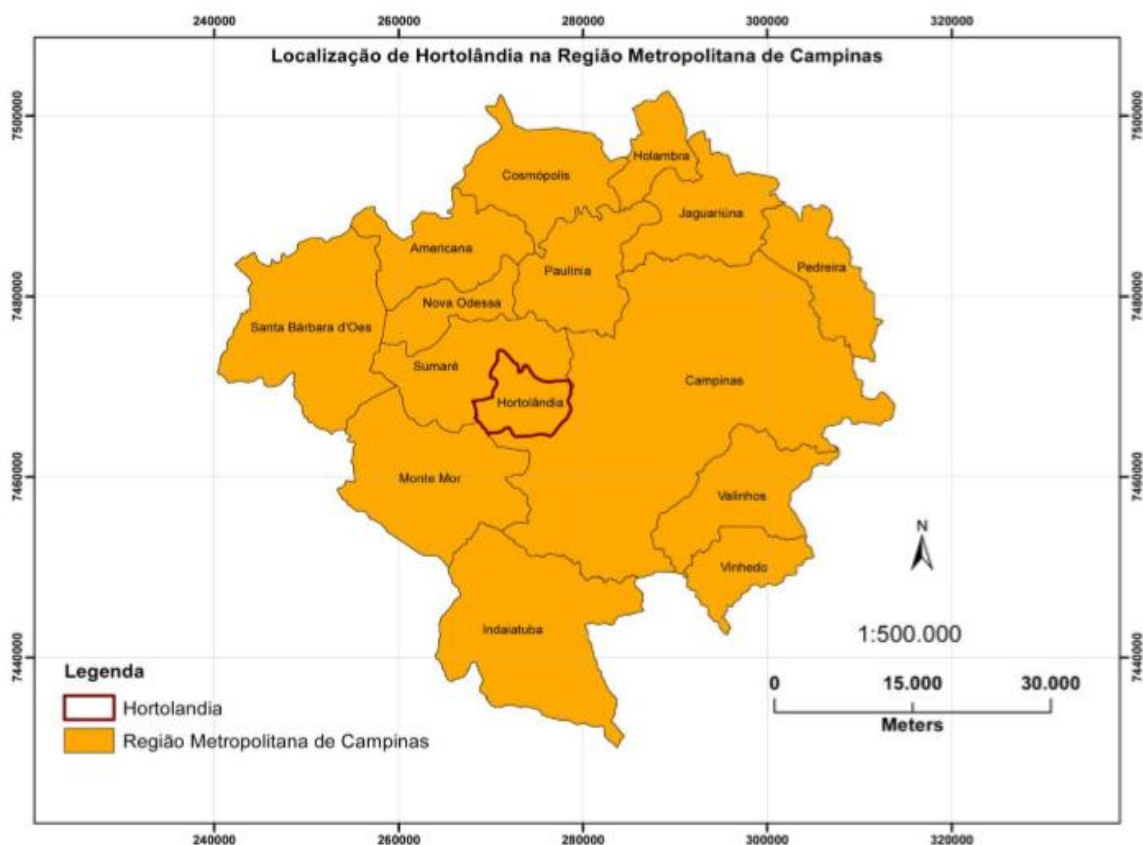 240000 260000 280000 300000 320000
Localização de Hortolândia na Região Metropolitana de Campinas
7500000 7500000
Holambra
Cosmópolis
Jaguariúna
Americana
Pedreira
Paulínia
7480000 7480000
Nova Odessa
Santa Bárbara d'Oes
Sumaré
Campinas
Hortolândia
7460000 7460000
Monte Mor
Valinhos
N
Vinhedo
Indaiatuba
1:500.000
7440000 7440000
Legenda
0 15.000 30.000
Hortolandia
Meters
Região Metropolitana de Campinas
240000 260000 280000 300000 320000